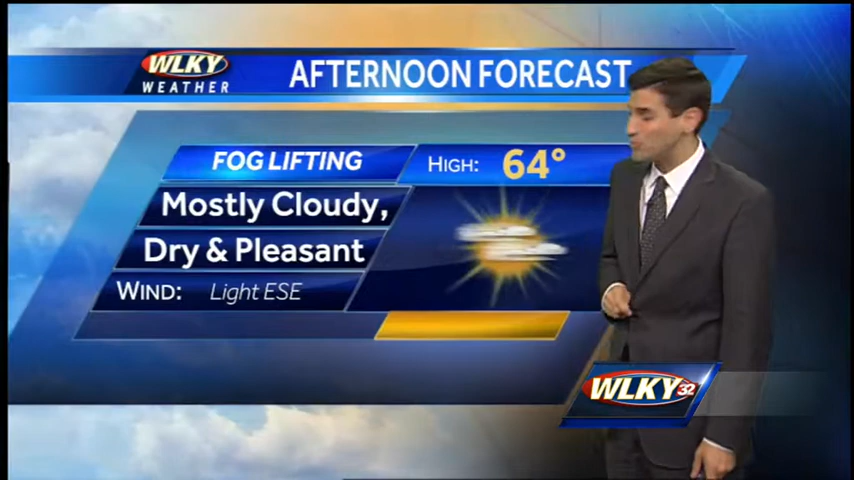 WLKY
WEATHER
AFTERNOON FORECAST
FOG LIFTING
HIGH: 64°
Mostly Cloudy,
Dry & Pleasant
WIND: Light ESE
WLKY 32